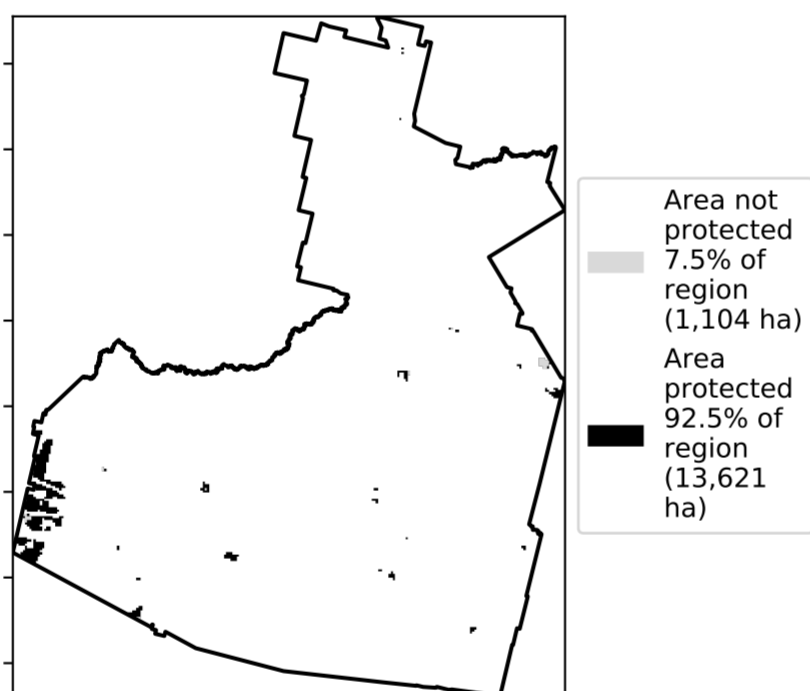 Area not
protected
7.5% of
region
(1,104 ha)
Area
protected
92.5% of
region
(13,621
ha)